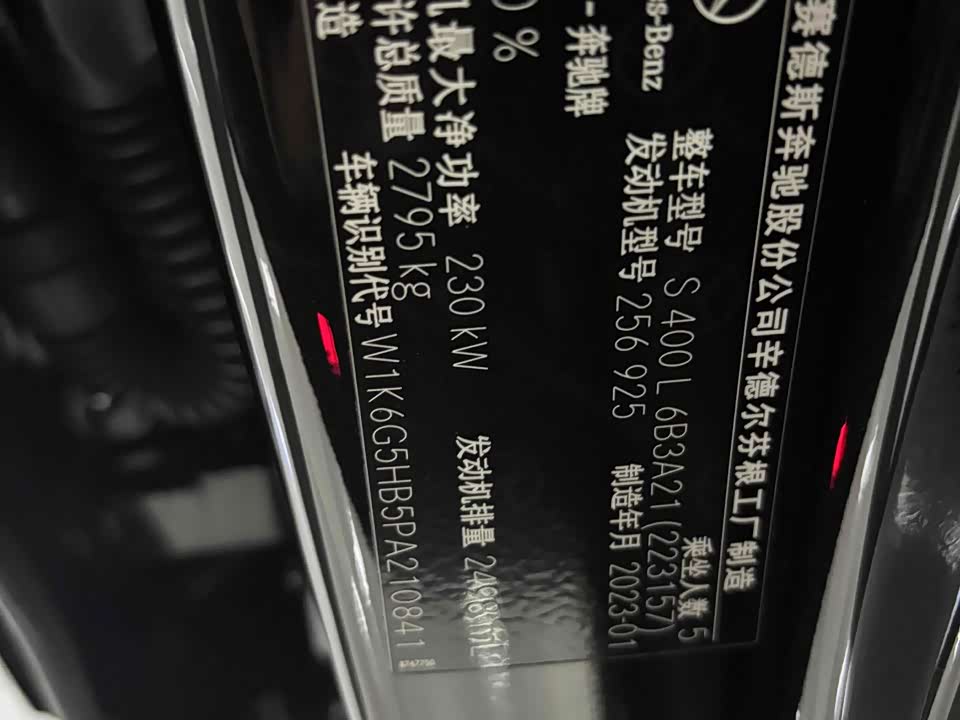 赛德斯奔驰股份公司辛德尔芬根工厂制造
整车型号 S 400 L 6B3A21(223157)
乘坐人数 5
us-Benz
发动机型号 256 925
制造年月 2023-01
- 奔驰牌
%
最大净功率 230 kW
发动机排量
许总质量 2795 kg
车辆识别代号 W1K6G5HB5PA210841
造